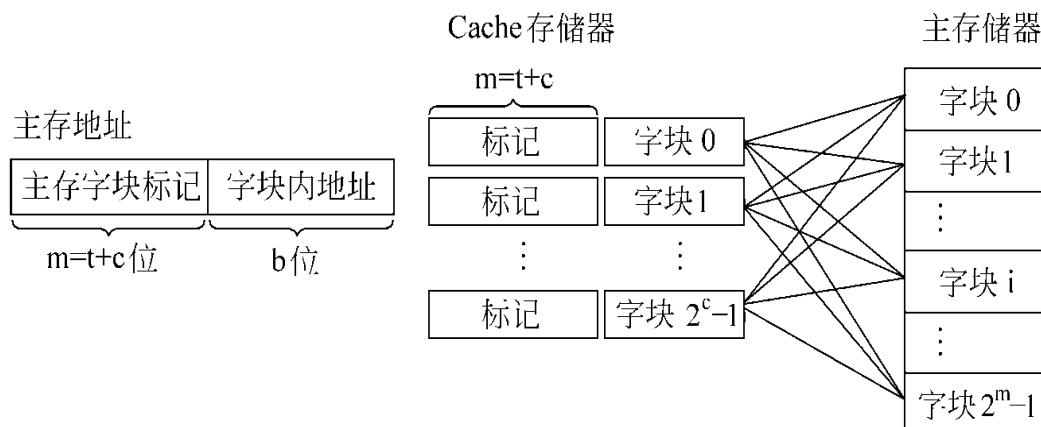 Cache存储器
主存储器
m=t+c
主存地址
主存字块标记 字块内地址
m=t+c位 b位
标记 字块0
标记 字块1
⋮ ⋮
标记 字块 2^c-1
字块0
字块1
⋮
字块i
⋮
字块2^m-1